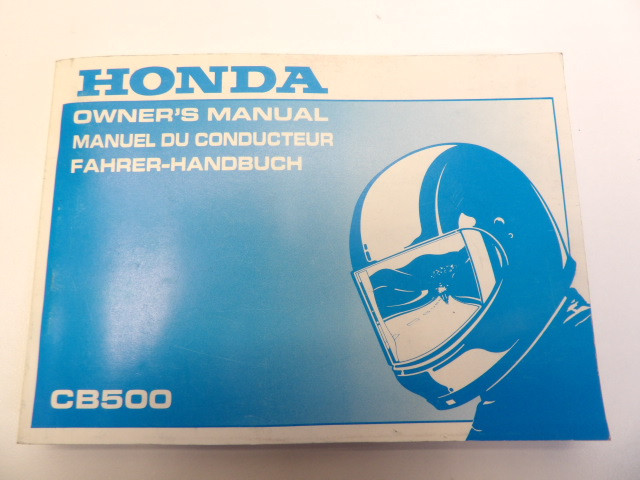 HONDA
OWNER'S MANUAL
MANUEL DU CONDUCTEUR
FAHRER-HANDBUCH
CB500